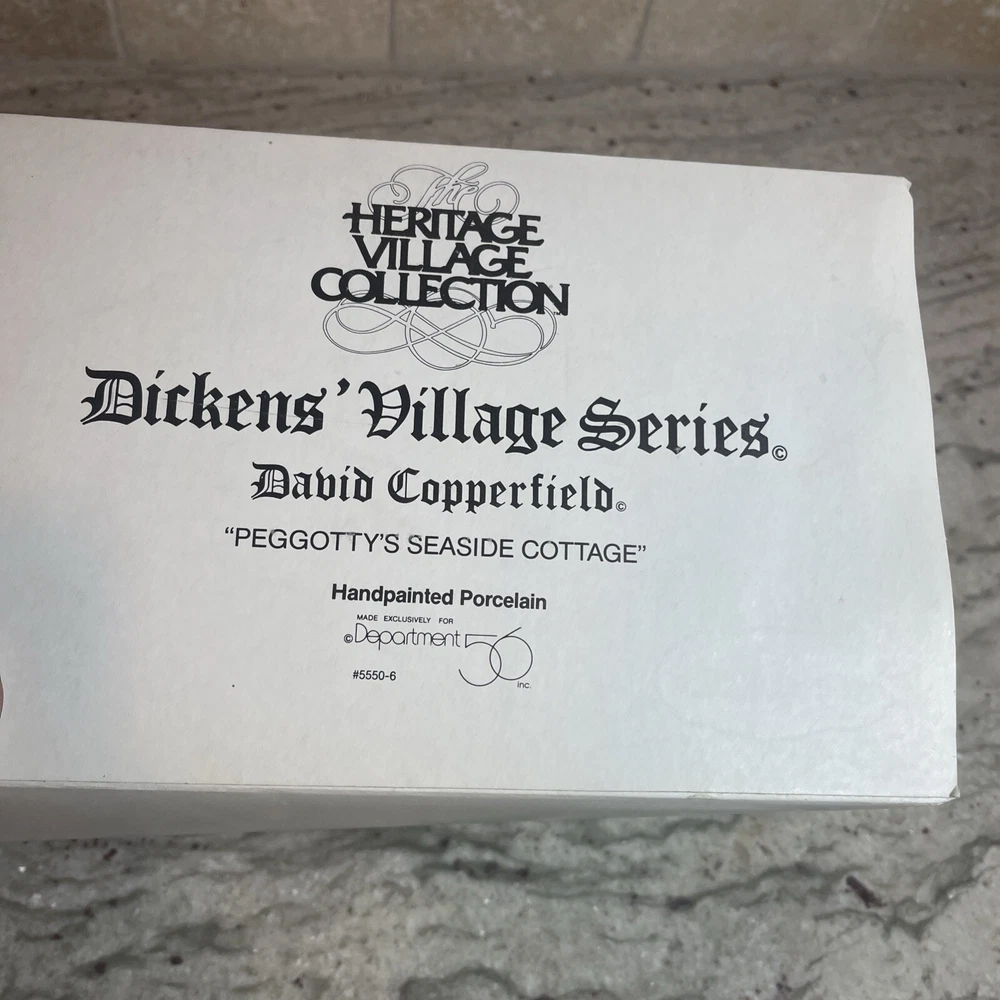 The
HERITAGE
VILLAGE
COLLECTION
Dickens' Village Series©
David Copperfield©
“PEGGOTTY'S SEASIDE COTTAGE”
Handpainted Porcelain
MADE EXCLUSIVELY FOR
©Department 56
inc.
#5550-6